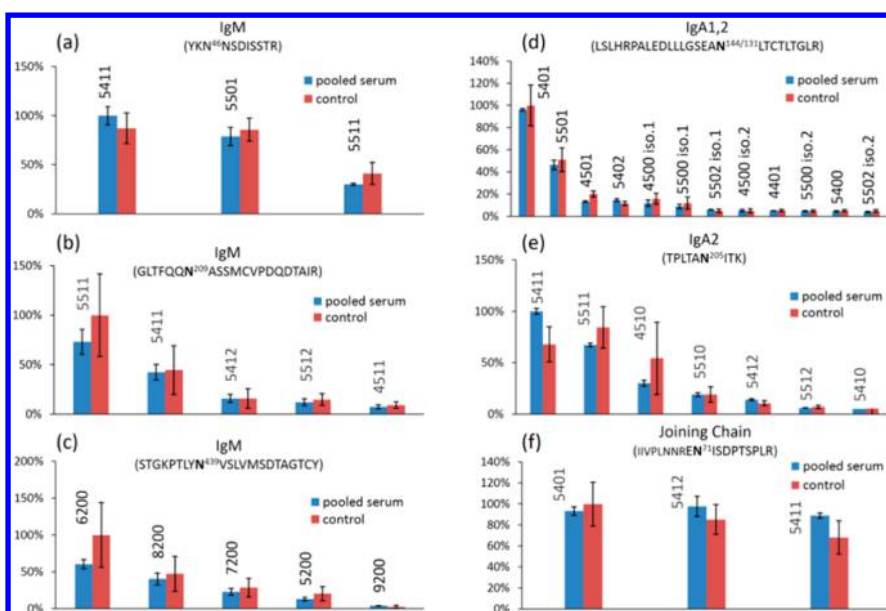 (a)
IgM
(YKN⁴⁶NSDISSTR)
150%
100%
50%
0%
5411
5501
5511
pooled serum
control
(b)
IgM
(GLTFQQN²⁰⁹ASSMCVPDQDTAIR)
150%
100%
50%
0%
5511
5411
5412
5512
4511
pooled serum
control
(c)
IgM
(STGKPTLYN⁴³⁹VSLVMSDTAGTCY)
150%
100%
50%
0%
6200
8200
7200
5200
9200
pooled serum
control
(d)
IgA1,2
(LSLHRPALEDLLLGSEAN¹⁴⁴/¹³¹LTCTLTGLR)
140%
120%
100%
80%
60%
40%
20%
0%
5401
5501
4501
5402
4500 iso.1
5500 iso.1
5502 iso.1
4500 iso.2
4401
5500 iso.2
5400
5502 iso.2
pooled serum
control
(e)
IgA2
(TPLTAN²⁰⁵ITK)
150%
100%
50%
0%
5411
5511
4510
5510
5412
5512
5410
pooled serum
control
(f)
Joining Chain
(IIVPLNNREN⁷¹ISDPTSPLR)
140%
120%
100%
80%
60%
40%
20%
0%
5401
5412
5411
pooled serum
control